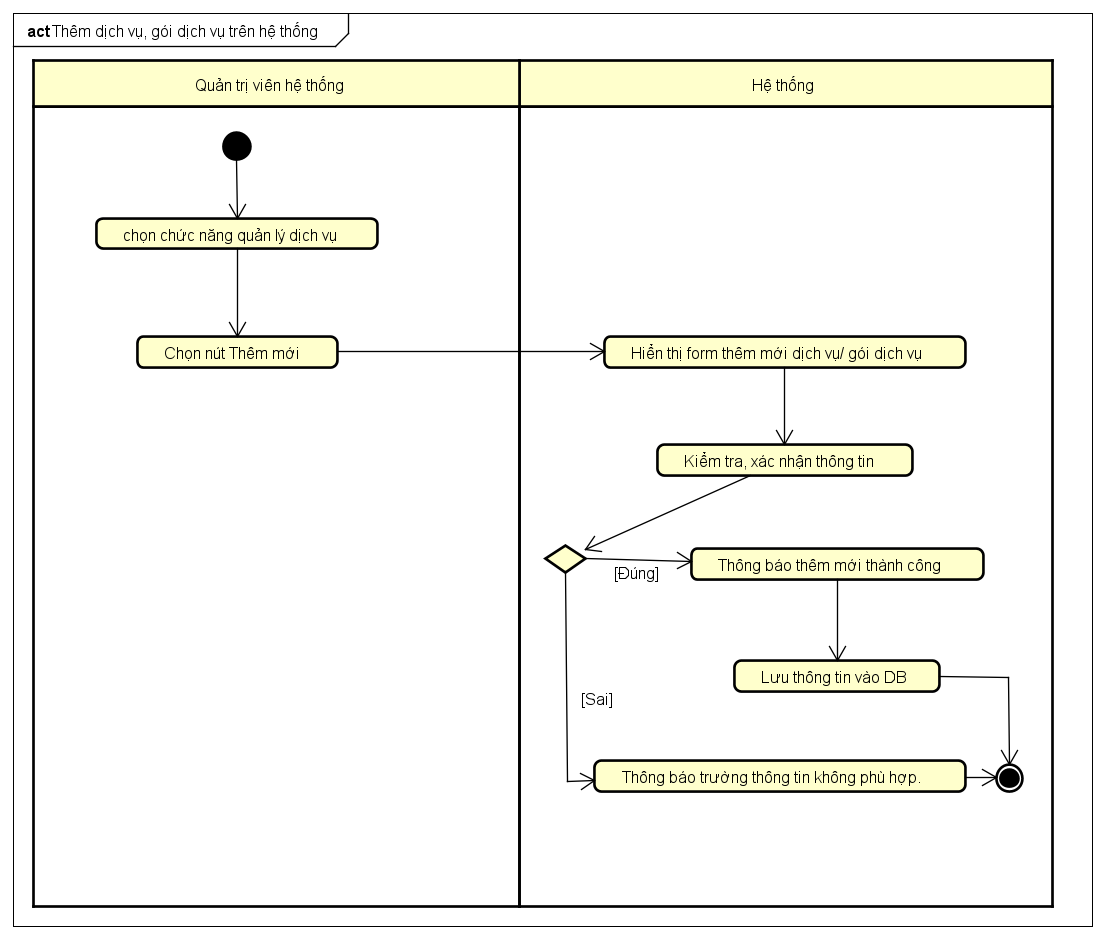 act Thêm dịch vụ, gói dịch vụ trên hệ thống
Quản trị viên hệ thống
Hệ thống
chọn chức năng quản lý dịch vụ
Chọn nút Thêm mới
Hiển thị form thêm mới dịch vụ/ gói dịch vụ
Kiểm tra, xác nhận thông tin
[Đúng]
Thông báo thêm mới thành công
Lưu thông tin vào DB
[Sai]
Thông báo trường thông tin không phù hợp.